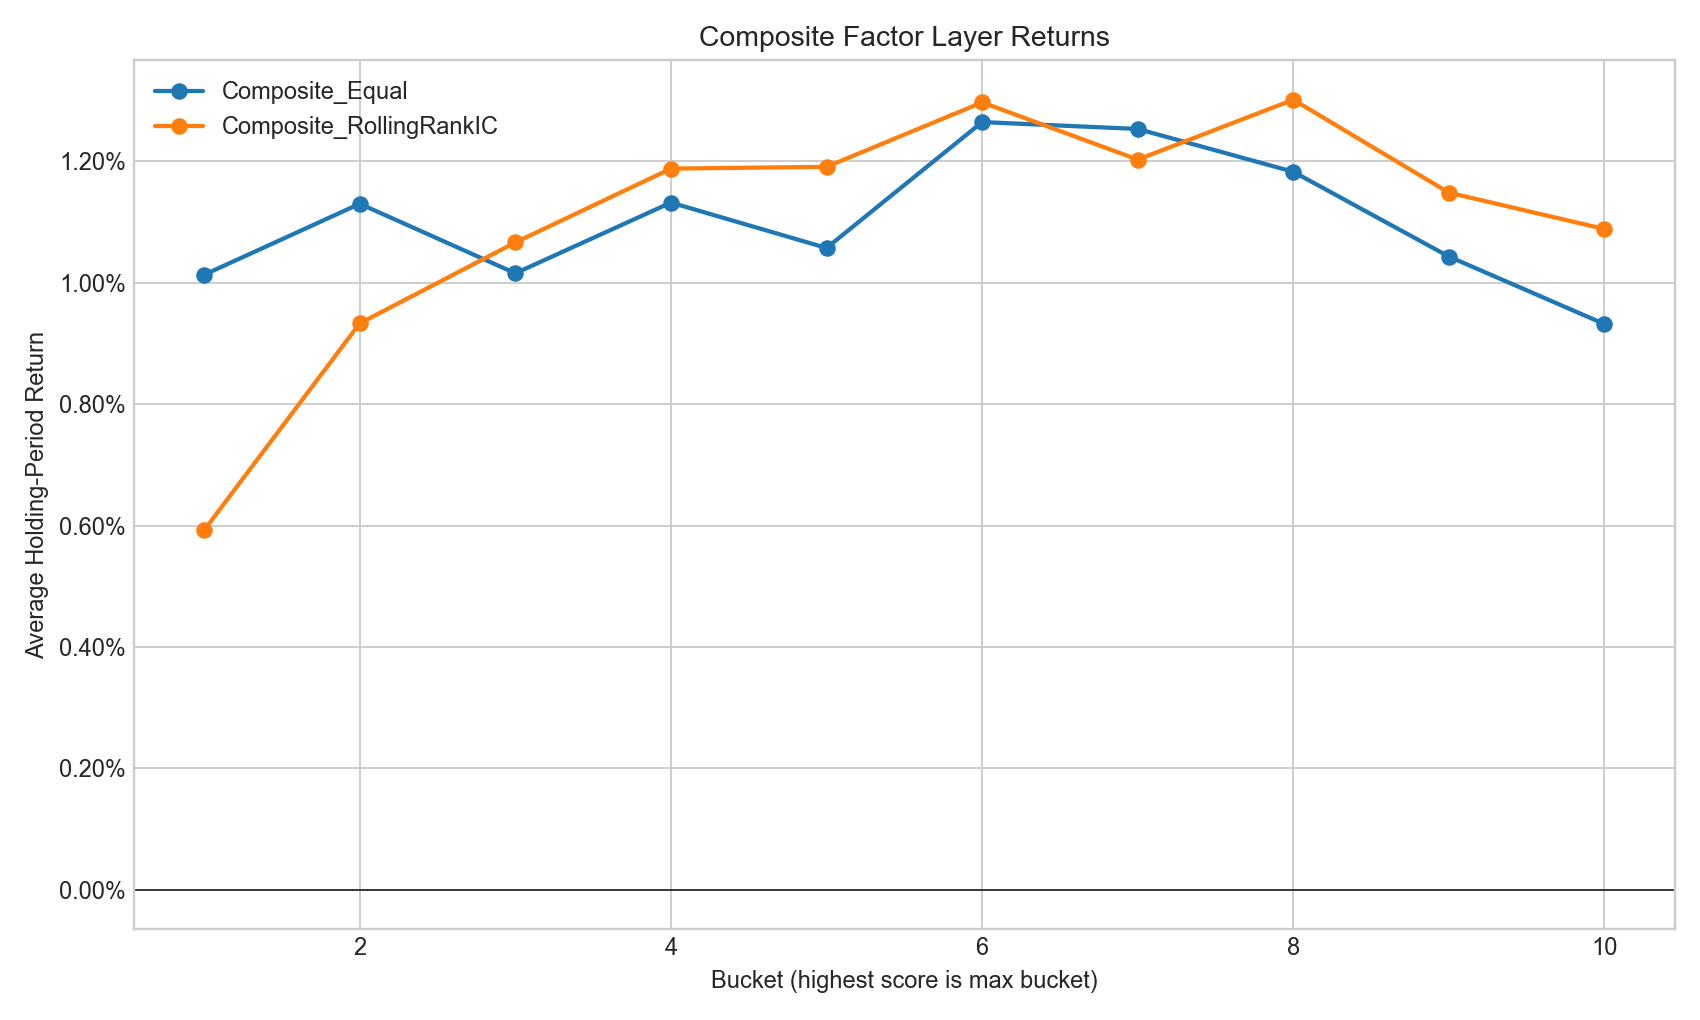 Composite Factor Layer Returns
Composite_Equal
Composite_RollingRankIC
1.20%
1.00%
0.80%
0.60%
0.40%
0.20%
0.00%
Average Holding-Period Return
2 4 6 8 10
Bucket (highest score is max bucket)